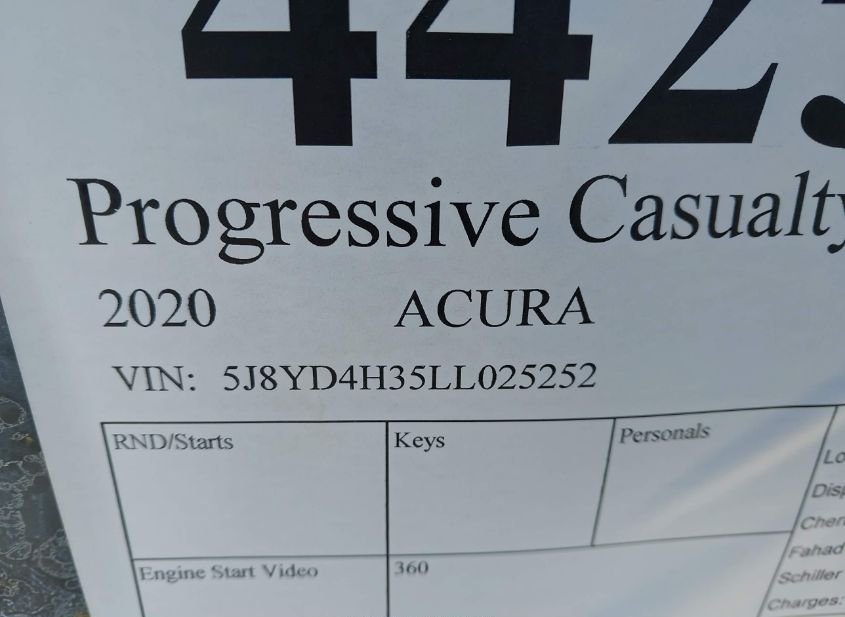 442
Progressive Casualty
2020 ACURA
VIN: 5J8YD4H35LL025252
RND/Starts Keys Personals
Engine Start Video 360
Schiller
Fahad
Charges: